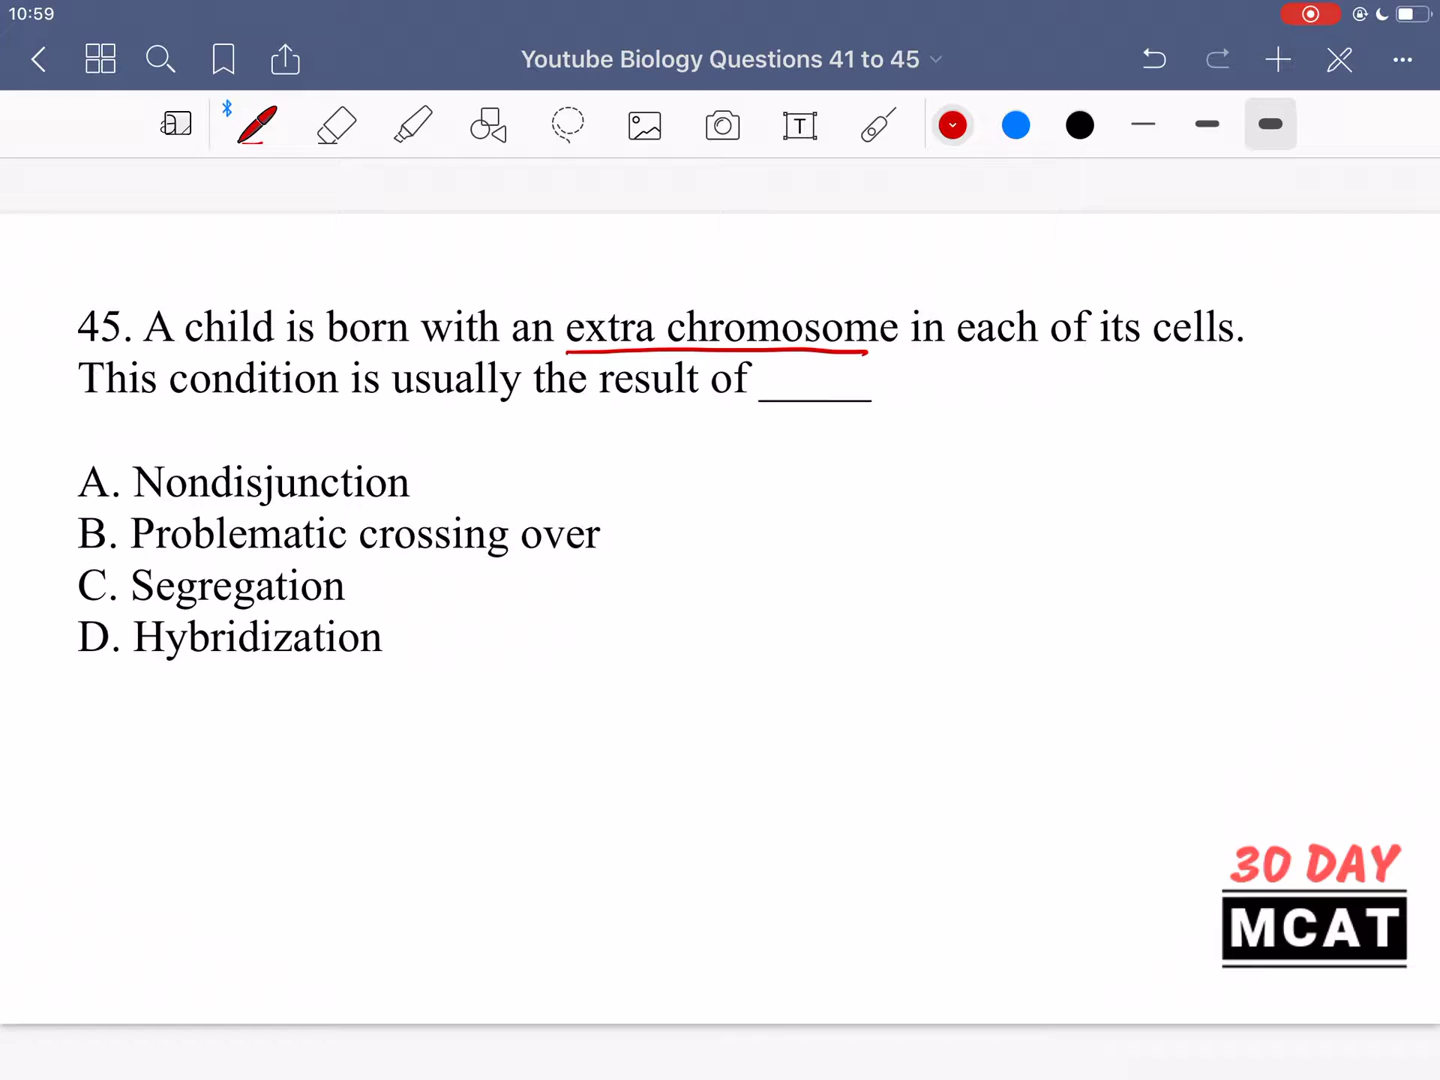 10:59
Youtube Biology Questions 41 to 45
a
T
45. A child is born with an extra chromosome in each of its cells.
This condition is usually the result of _____
A. Nondisjunction
B. Problematic crossing over
C. Segregation
D. Hybridization
30 DAY
MCAT